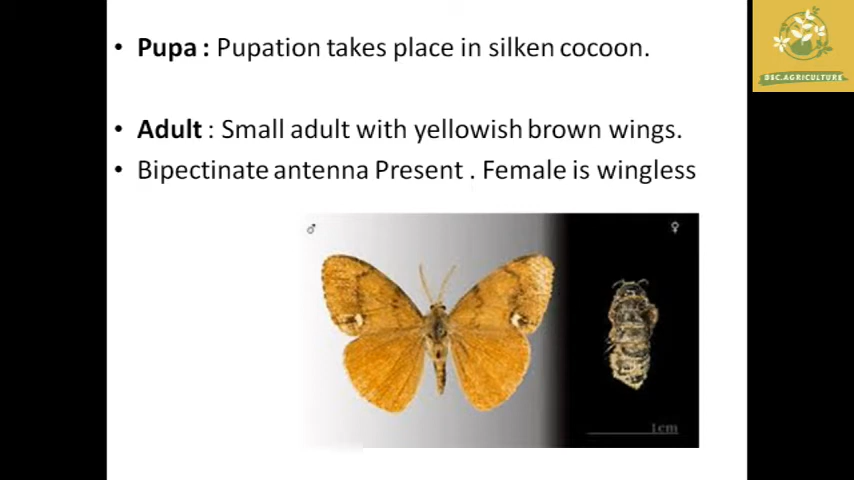 • Pupa : Pupation takes place in silken cocoon.
• Adult : Small adult with yellowish brown wings.
• Bipectinate antenna Present . Female is wingless
BSC.AGRICULTURE
♂
♀
1cm